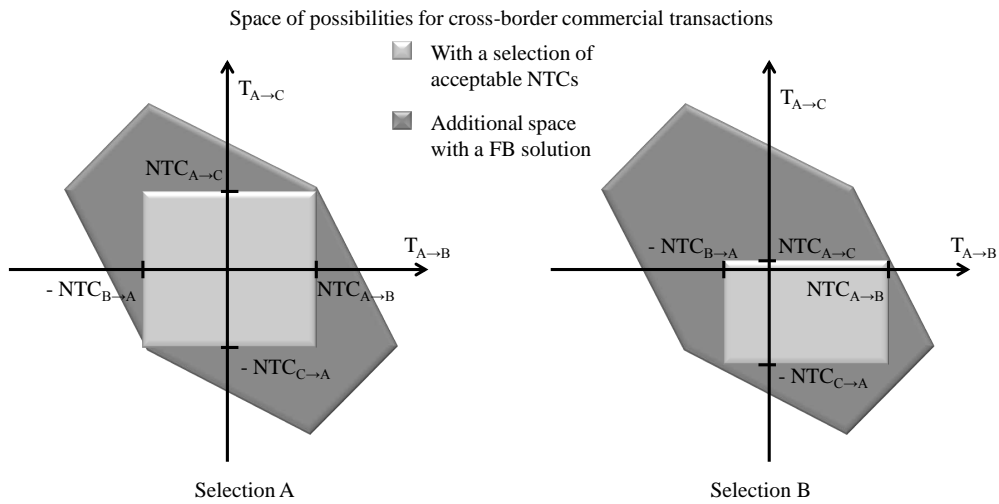 Space of possibilities for cross-border commercial transactions
With a selection of
acceptable NTCs
Additional space
with a FB solution
T A→C
NTC A→C
T A→B
- NTC B→A
NTC A→B
- NTC C→A
Selection A
T A→C
- NTC B→A
NTC A→C
T A→B
NTC A→B
- NTC C→A
Selection B